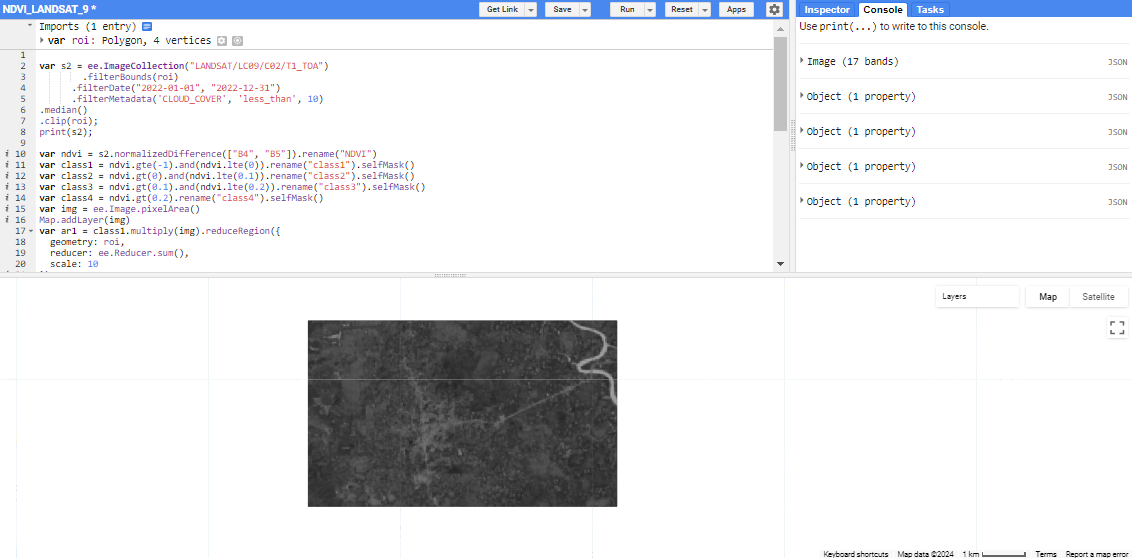 NDVI_LANDSAT_9 *
Get Link
Save
Run
Reset
Apps
Inspector
Console
Tasks
Imports (1 entry)
var roi: Polygon, 4 vertices
1
2 var s2 = ee.ImageCollection("LANDSAT/LC09/C02/T1_TOA")
3 .filterBounds(roi)
4 .filterDate("2022-01-01", "2022-12-31")
5 .filterMetadata('CLOUD_COVER', 'less_than', 10)
6 .median()
7 .clip(roi);
8 print(s2);
9
i 10 var ndvi = s2.normalizedDifference(["B4", "B5"]).rename("NDVI")
i 11 var class1 = ndvi.gte(-1).and(ndvi.lte(0)).rename("class1").selfMask()
i 12 var class2 = ndvi.gt(0).and(ndvi.lte(0.1)).rename("class2").selfMask()
i 13 var class3 = ndvi.gt(0.1).and(ndvi.lte(0.2)).rename("class3").selfMask()
i 14 var class4 = ndvi.gt(0.2).rename("class4").selfMask()
i 15 var img = ee.Image.pixelArea()
i 16 Map.addLayer(img)
17 var ar1 = class1.multiply(img).reduceRegion({
18 geometry: roi,
19 reducer: ee.Reducer.sum(),
20 scale: 10
Use print(...) to write to this console.
Image (17 bands) JSON
Object (1 property) JSON
Object (1 property) JSON
Object (1 property) JSON
Object (1 property) JSON
Layers
Map
Satellite
Keyboard shortcuts
Map data ©2024
1 km
Terms
Report a map error